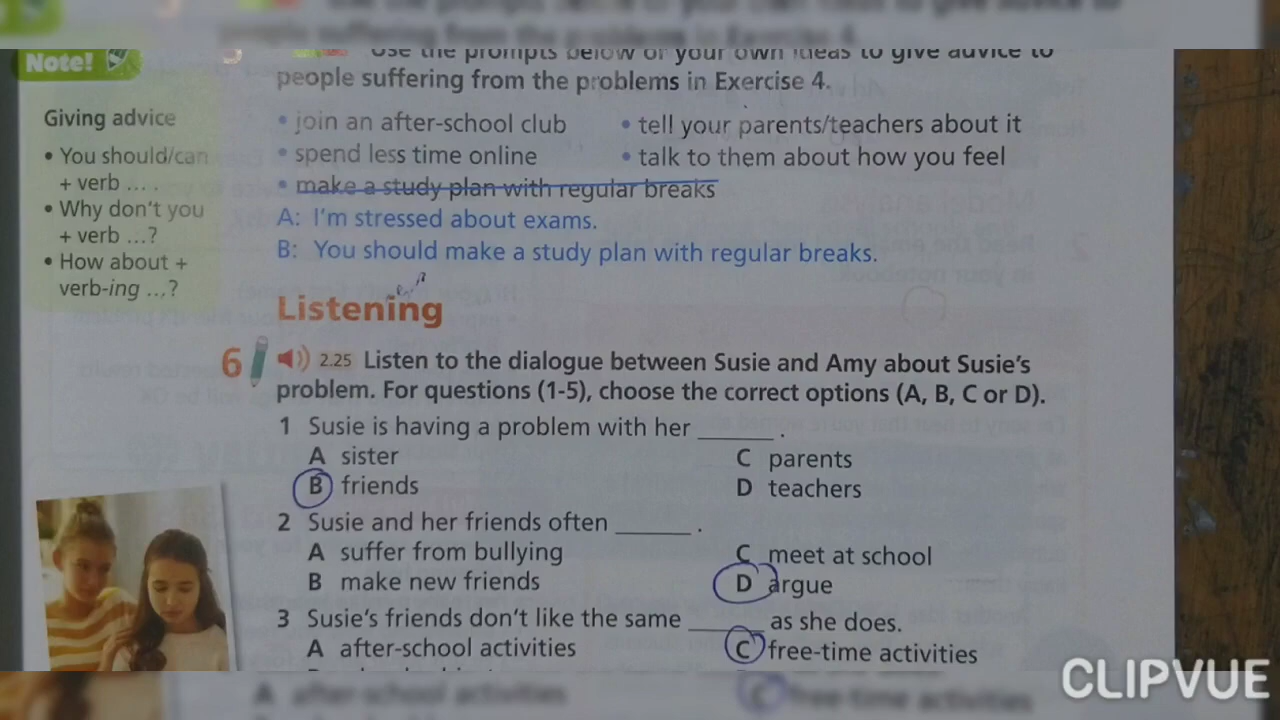 Note!
Giving advice
• You should/can
+ verb ... .
• Why don't you
+ verb ...?
• How about +
verb-ing ...?
Use the prompts below or your own ideas to give advice to
people suffering from the problems in Exercise 4.
• join an after-school club
• tell your parents/teachers about it
• spend less time online
• talk to them about how you feel
• make a study plan with regular breaks
A: I'm stressed about exams.
B: You should make a study plan with regular breaks.
Listening
6 2.25 Listen to the dialogue between Susie and Amy about Susie's
problem. For questions (1-5), choose the correct options (A, B, C or D).
1 Susie is having a problem with her ______ .
A sister
C parents
B friends
D teachers
2 Susie and her friends often ______ .
A suffer from bullying
C meet at school
B make new friends
D argue
3 Susie's friends don't like the same ______ as she does.
A after-school activities
C free-time activities
CLIPVUE